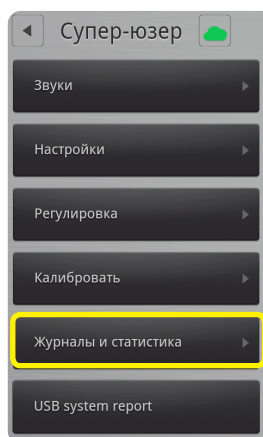 Супер-юзер
Звуки
Настройки
Регулировка
Калибровать
Журналы и статистика
USB system report